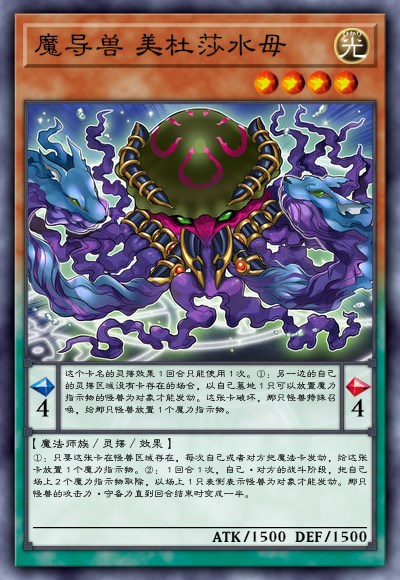 魔导兽 美杜莎水母
ひかり
光
这个卡名的灵摆效果1回合只能使用1次。①：另一边的自己
的灵摆区域没有卡存在的场合，以自己墓地1只可以放置魔力
指示物的怪兽为对象才能发动。这张卡破坏，那只怪兽特殊召
唤，给那只怪兽放置1个魔力指示物。
4
4
【魔法师族／灵摆／效果】
①：只要这张卡在怪兽区域存在，每次自己或者对方把魔法卡发动，给这张
卡放置1个魔力指示物。②：1回合1次，自己·对方的战斗阶段，把自己
场上2个魔力指示物取除，以场上1只表侧表示怪兽为对象才能发动。那只
怪兽的攻击力·守备力直到回合结束时变成一半。
ATK/1500 DEF/1500